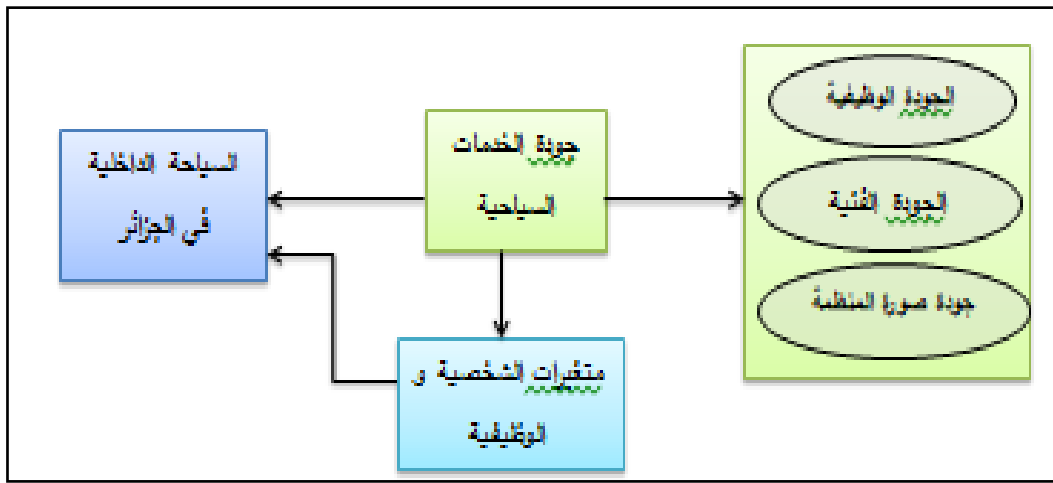 الجودة الوظيفية
الجودة الفنية
جودة صورة المنظمة
جودة الخدمات
السياحية
السياحة الداخلية
في الجزائر
متغيرات الشخصية و
الوظيفية